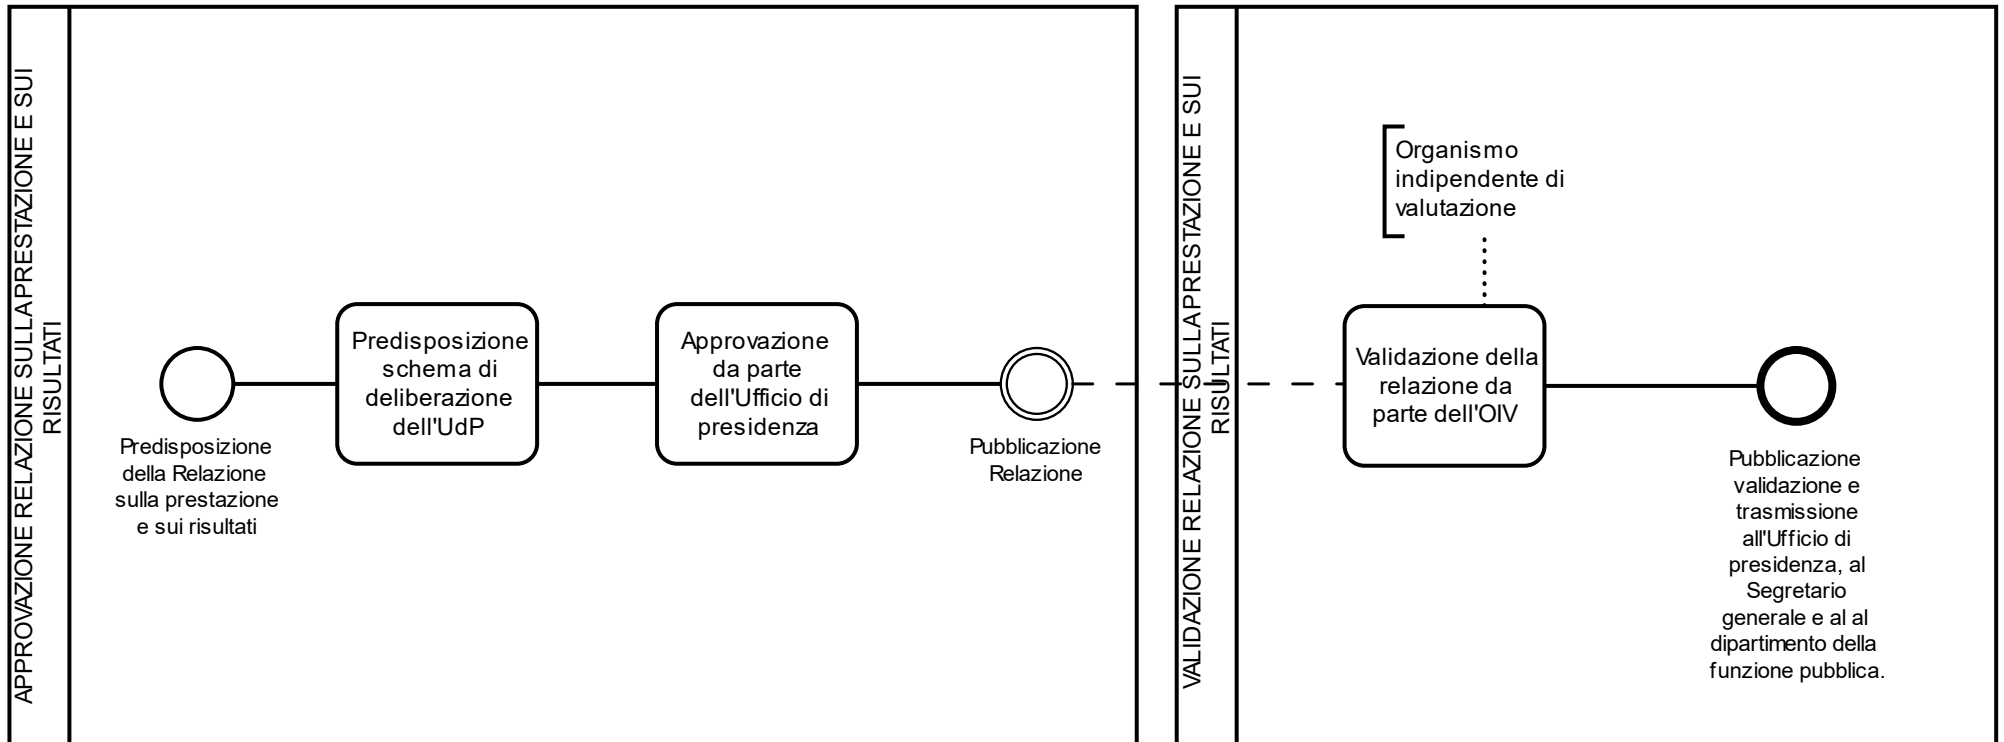 APPROVAZIONE RELAZIONE SULLA PRESTAZIONE E SUI
RISULTATI
Predisposizione
della Relazione
sulla prestazione
e sui risultati
Predisposizione
schema di
deliberazione
dell'UdP
Approvazione
da parte
dell'Ufficio di
presidenza
Pubblicazione
Relazione
VALIDAZIONE RELAZIONE SULLA PRESTAZIONE E SUI
RISULTATI
Organismo
indipendente di
valutazione
Validazione della
relazione da
parte dell'OIV
Pubblicazione
validazione e
trasmissione
all'Ufficio di
presidenza, al
Segretario
generale e al al
dipartimento della
funzione pubblica.